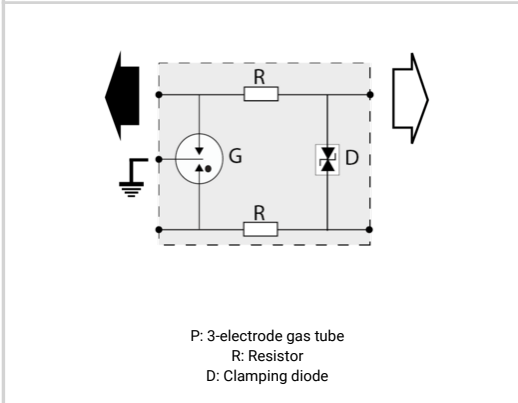 R
G
D
R
P: 3-electrode gas tube
R: Resistor
D: Clamping diode